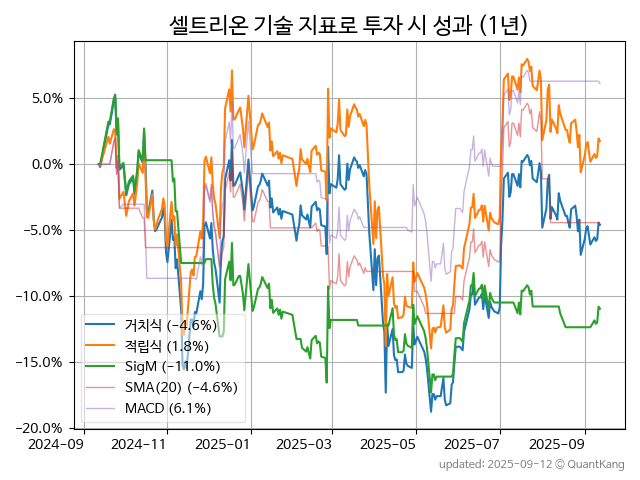 셀트리온 기술 지표로 투자 시 성과 (1년)
5.0%
0.0%
−5.0%
−10.0%
−15.0%
−20.0%
거치식 (−4.6%)
적립식 (1.8%)
SigM (−11.0%)
SMA(20) (−4.6%)
MACD (6.1%)
2024-09
2024-11
2025-01
2025-03
2025-05
2025-07
2025-09
updated: 2025-09-12 © QuantKang